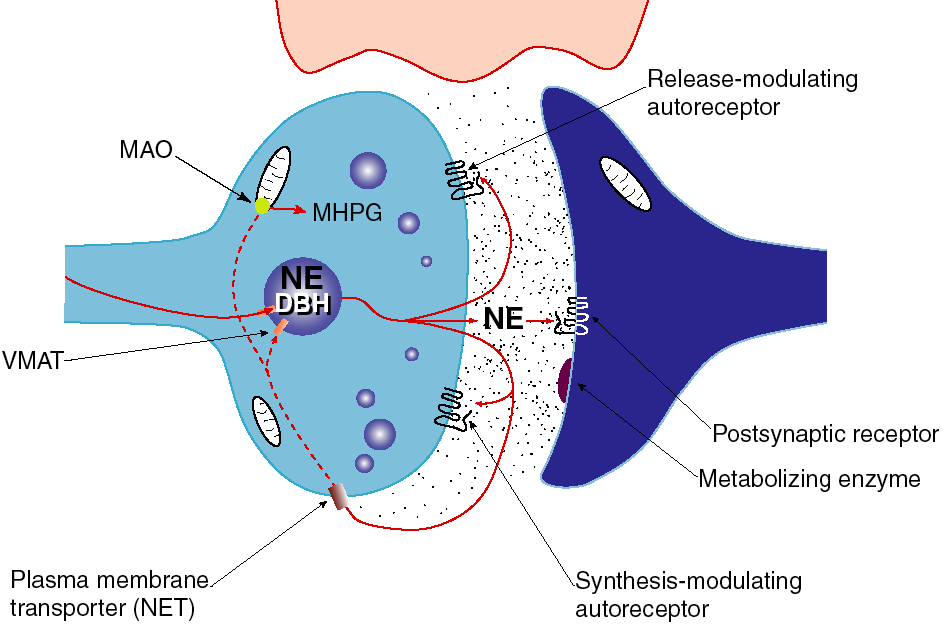 Release-modulating
autoreceptor
MAO
MHPG
NE
DBH
NE
VMAT
Postsynaptic receptor
Metabolizing enzyme
Plasma membrane
transporter (NET)
Synthesis-modulating
autoreceptor